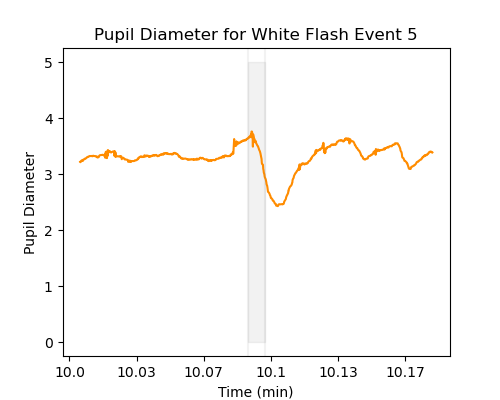 Pupil Diameter for White Flash Event 5
Pupil Diameter
5
4
3
2
1
0
10.0 10.03 10.07 10.1 10.13 10.17
Time (min)